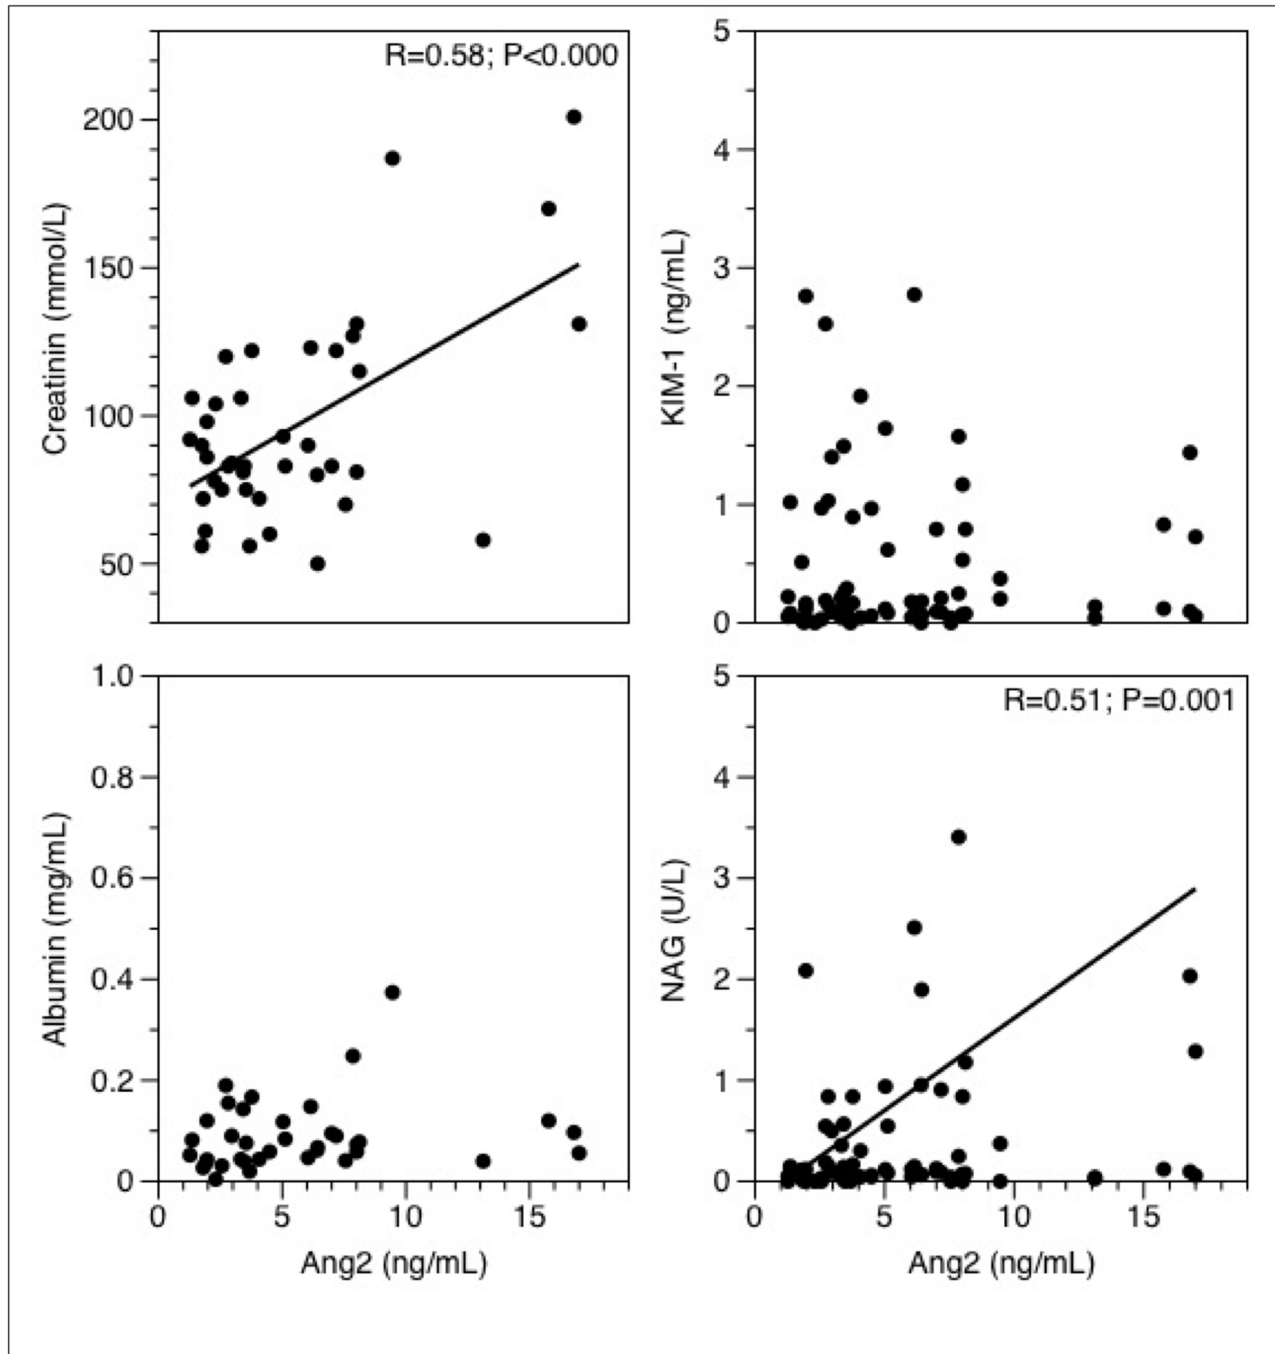 R=0.58; P<0.000
200
150
100
50
Creatinin (mmol/L)
5
4
3
2
1
0
KIM-1 (ng/mL)
1.0
0.8
0.6
0.4
0.2
0
Albumin (mg/mL)
0 5 10 15
Ang2 (ng/mL)
R=0.51; P=0.001
5
4
3
2
1
0
NAG (U/L)
0 5 10 15
Ang2 (ng/mL)